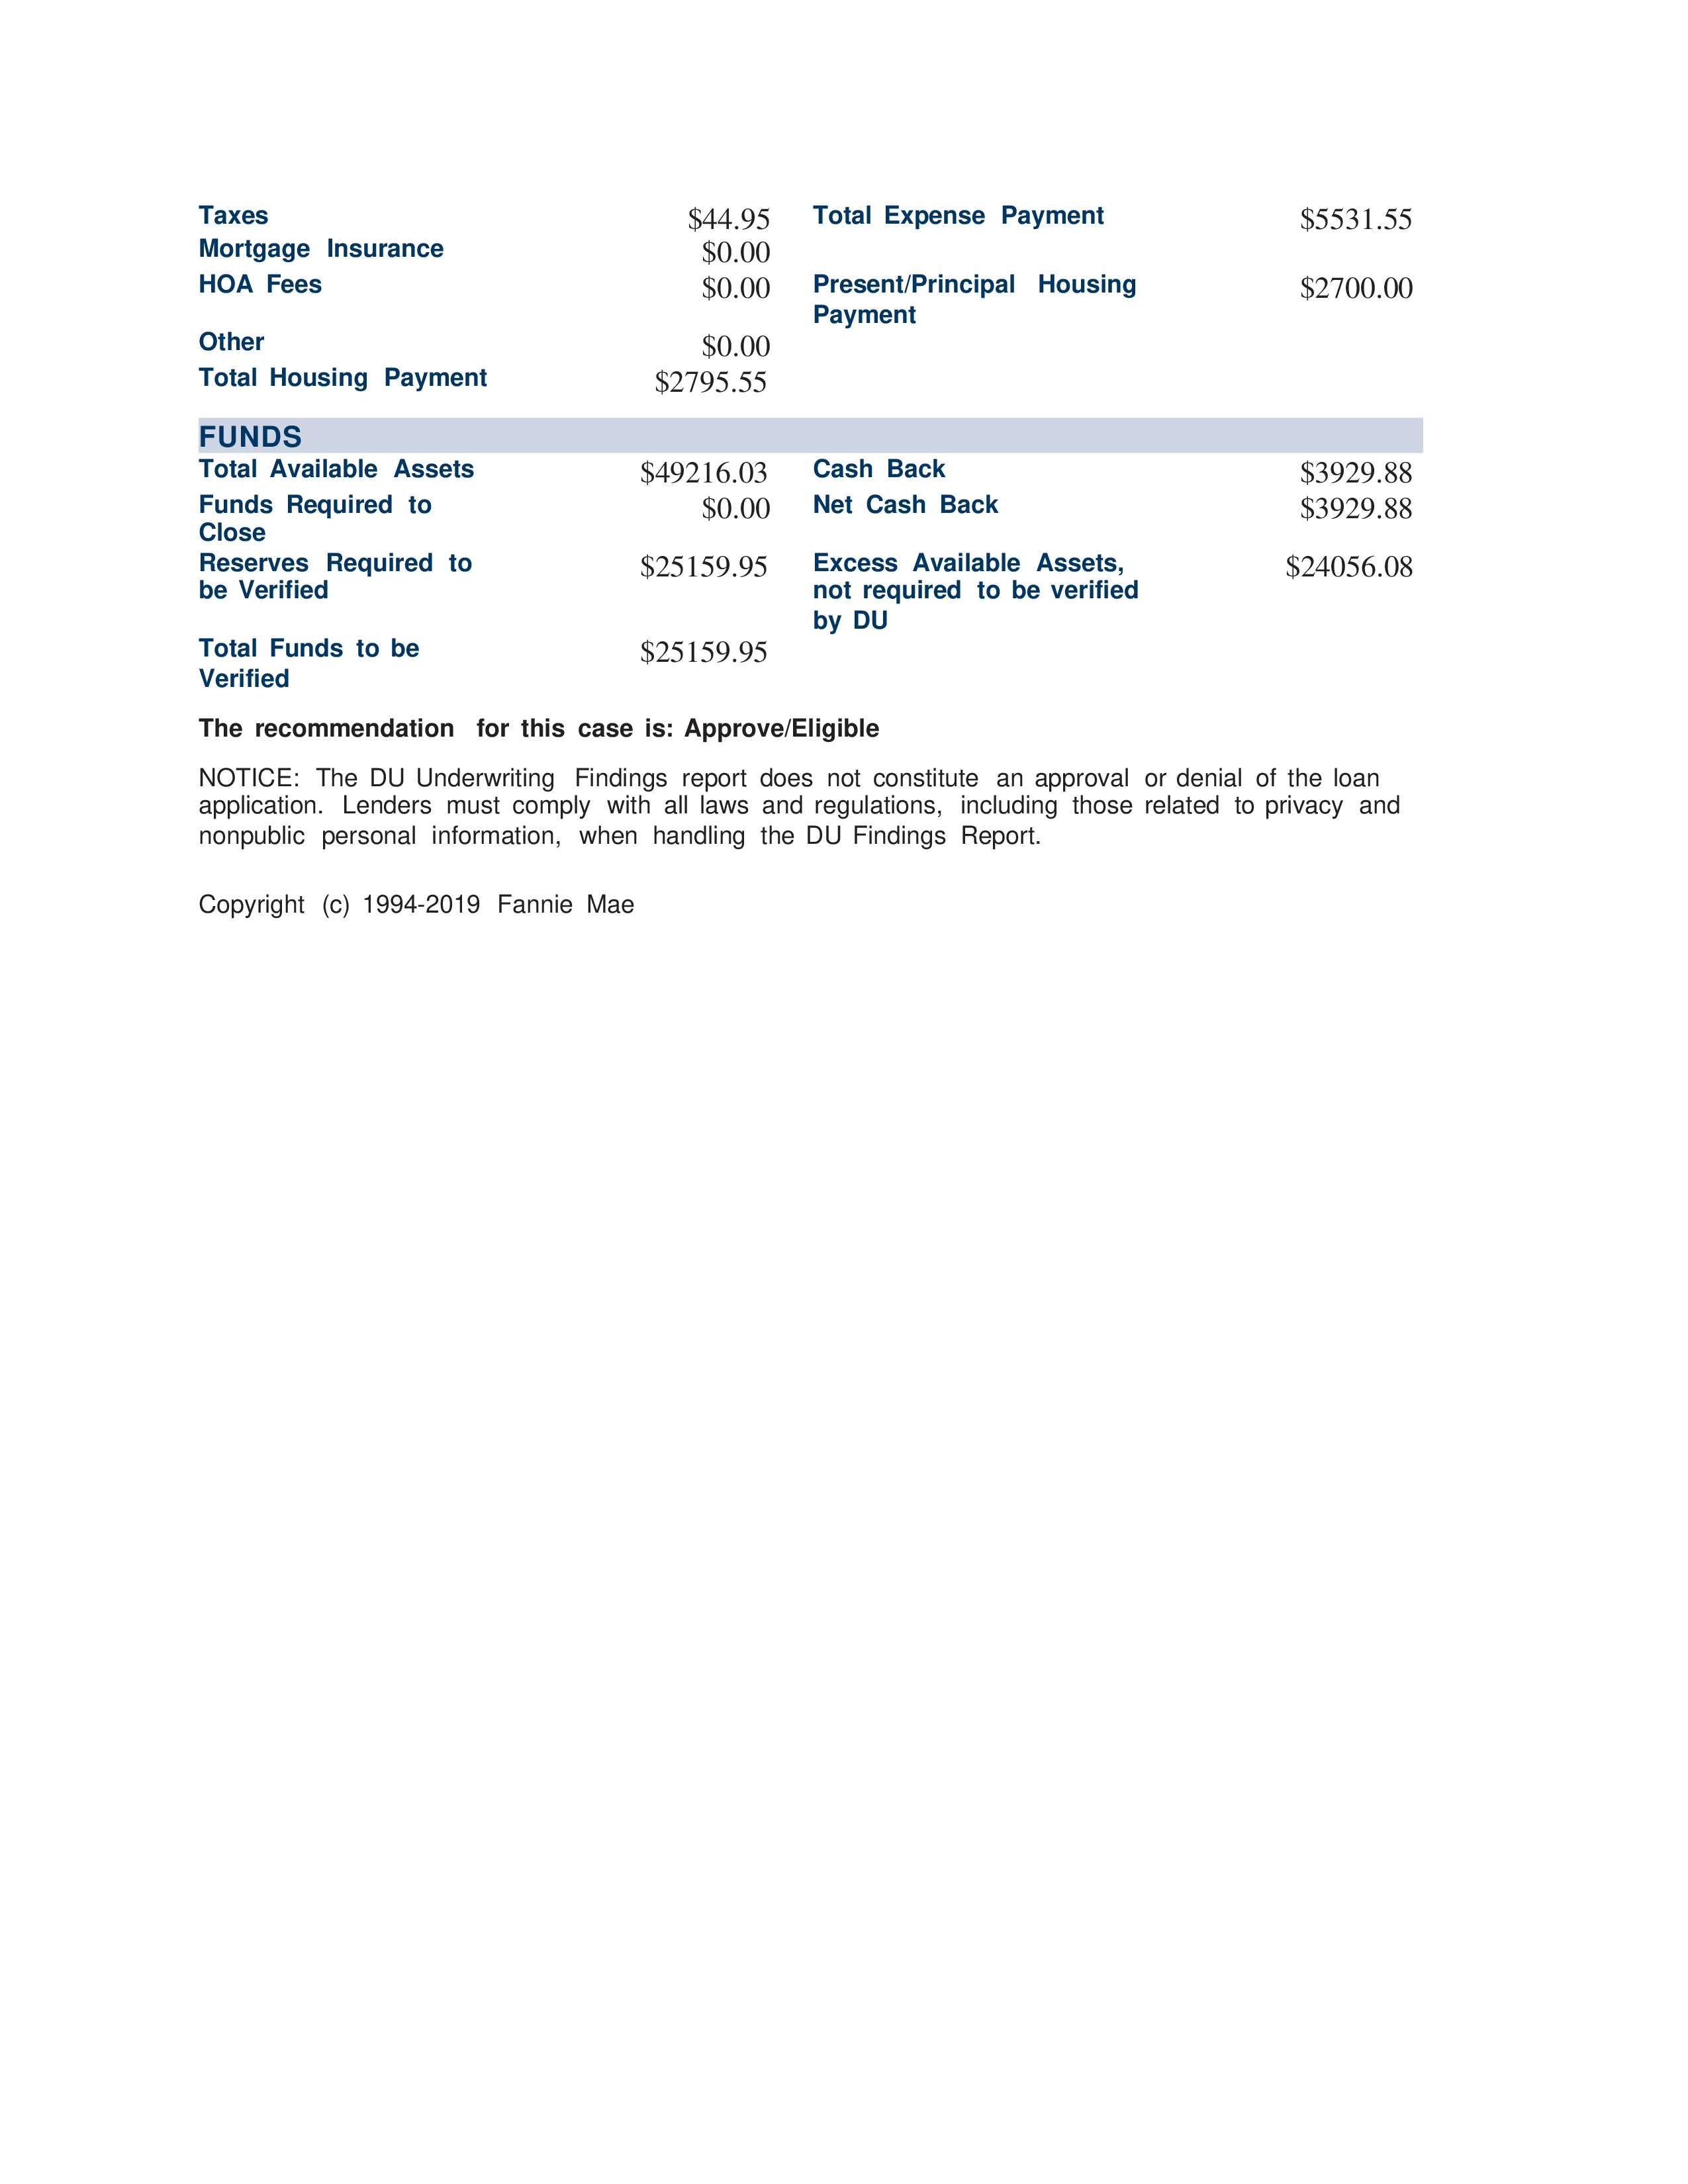 Taxes $44.95 Total Expense Payment $5531.55
Mortgage Insurance $0.00
HOA Fees $0.00 Present/Principal Housing $2700.00
Payment
Other $0.00
Total Housing Payment $2795.55
FUNDS
Total Available Assets $49216.03 Cash Back $3929.88
Funds Required to $0.00 Net Cash Back $3929.88
Close
Reserves Required to $25159.95 Excess Available Assets, $24056.08
be Verified not required to be verified
by DU
Total Funds to be $25159.95
Verified
The recommendation for this case is: Approve/Eligible
NOTICE: The DU Underwriting Findings report does not constitute an approval or denial of the loan
application. Lenders must comply with all laws and regulations, including those related to privacy and
nonpublic personal information, when handling the DU Findings Report.
Copyright (c) 1994-2019 Fannie Mae